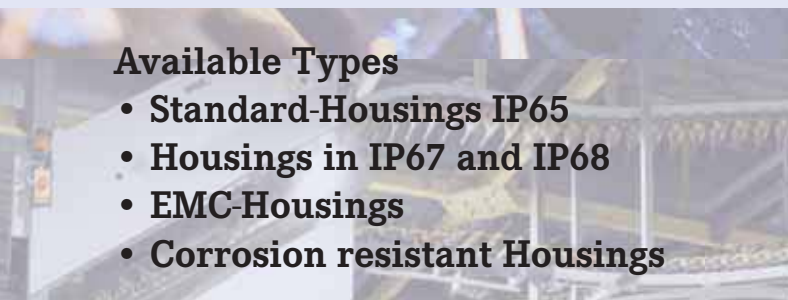 Available Types
• Standard-Housings IP65
• Housings in IP67 and IP68
• EMC-Housings
• Corrosion resistant Housings